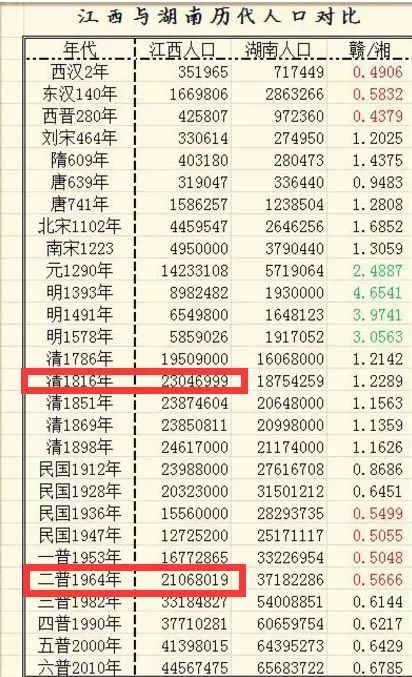 江西与湖南历代人口对比
年代 江西人口 湖南人口 赣/湘
西汉2年 351965 717449 0.4906
东汉140年 1669806 2863266 0.5832
西晋280年 425807 972360 0.4379
刘宋464年 330614 274950 1.2025
隋609年 403180 280473 1.4375
唐639年 319047 336440 0.9483
唐741年 1586257 1238504 1.2808
北宋1102年 4459547 2646256 1.6852
南宋1223 4950000 3790440 1.3059
元1290年 14233108 5719064 2.4887
明1393年 8982482 1930000 4.6541
明1491年 6549800 1648123 3.9741
明1578年 5859026 1917052 3.0563
清1786年 19509000 16068000 1.2142
清1816年 23046999 18754259 1.2289
清1851年 23874604 20648000 1.1563
清1869年 23850811 20998000 1.1359
清1898年 24617000 21174000 1.1626
民国1912年 23988000 27616708 0.8686
民国1928年 20323000 31501212 0.6451
民国1936年 15560000 28293735 0.5499
民国1947年 12725200 25171117 0.5055
一普1953年 16772865 33226954 0.5048
二普1964年 21068019 37182286 0.5666
三普1982年 33184827 54008851 0.6144
四普1990年 37710281 60659754 0.6217
五普2000年 41398015 64395273 0.6429
六普2010年 44567475 65683722 0.6785